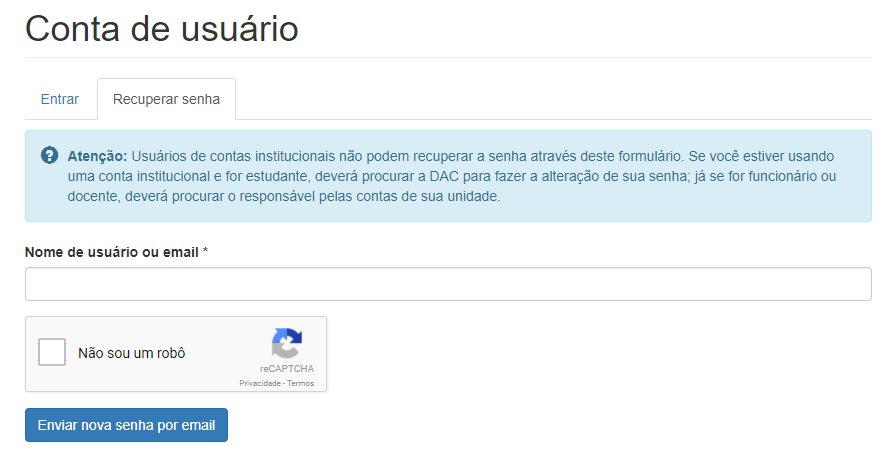 Conta de usuário
Entrar
Recuperar senha
Atenção: Usuários de contas institucionais não podem recuperar a senha através deste formulário. Se você estiver usando
uma conta institucional e for estudante, deverá procurar a DAC para fazer a alteração de sua senha; já se for funcionário ou
docente, deverá procurar o responsável pelas contas de sua unidade.
Nome de usuário ou email *
Não sou um robô
reCAPTCHA
Privacidade - Termos
Enviar nova senha por email